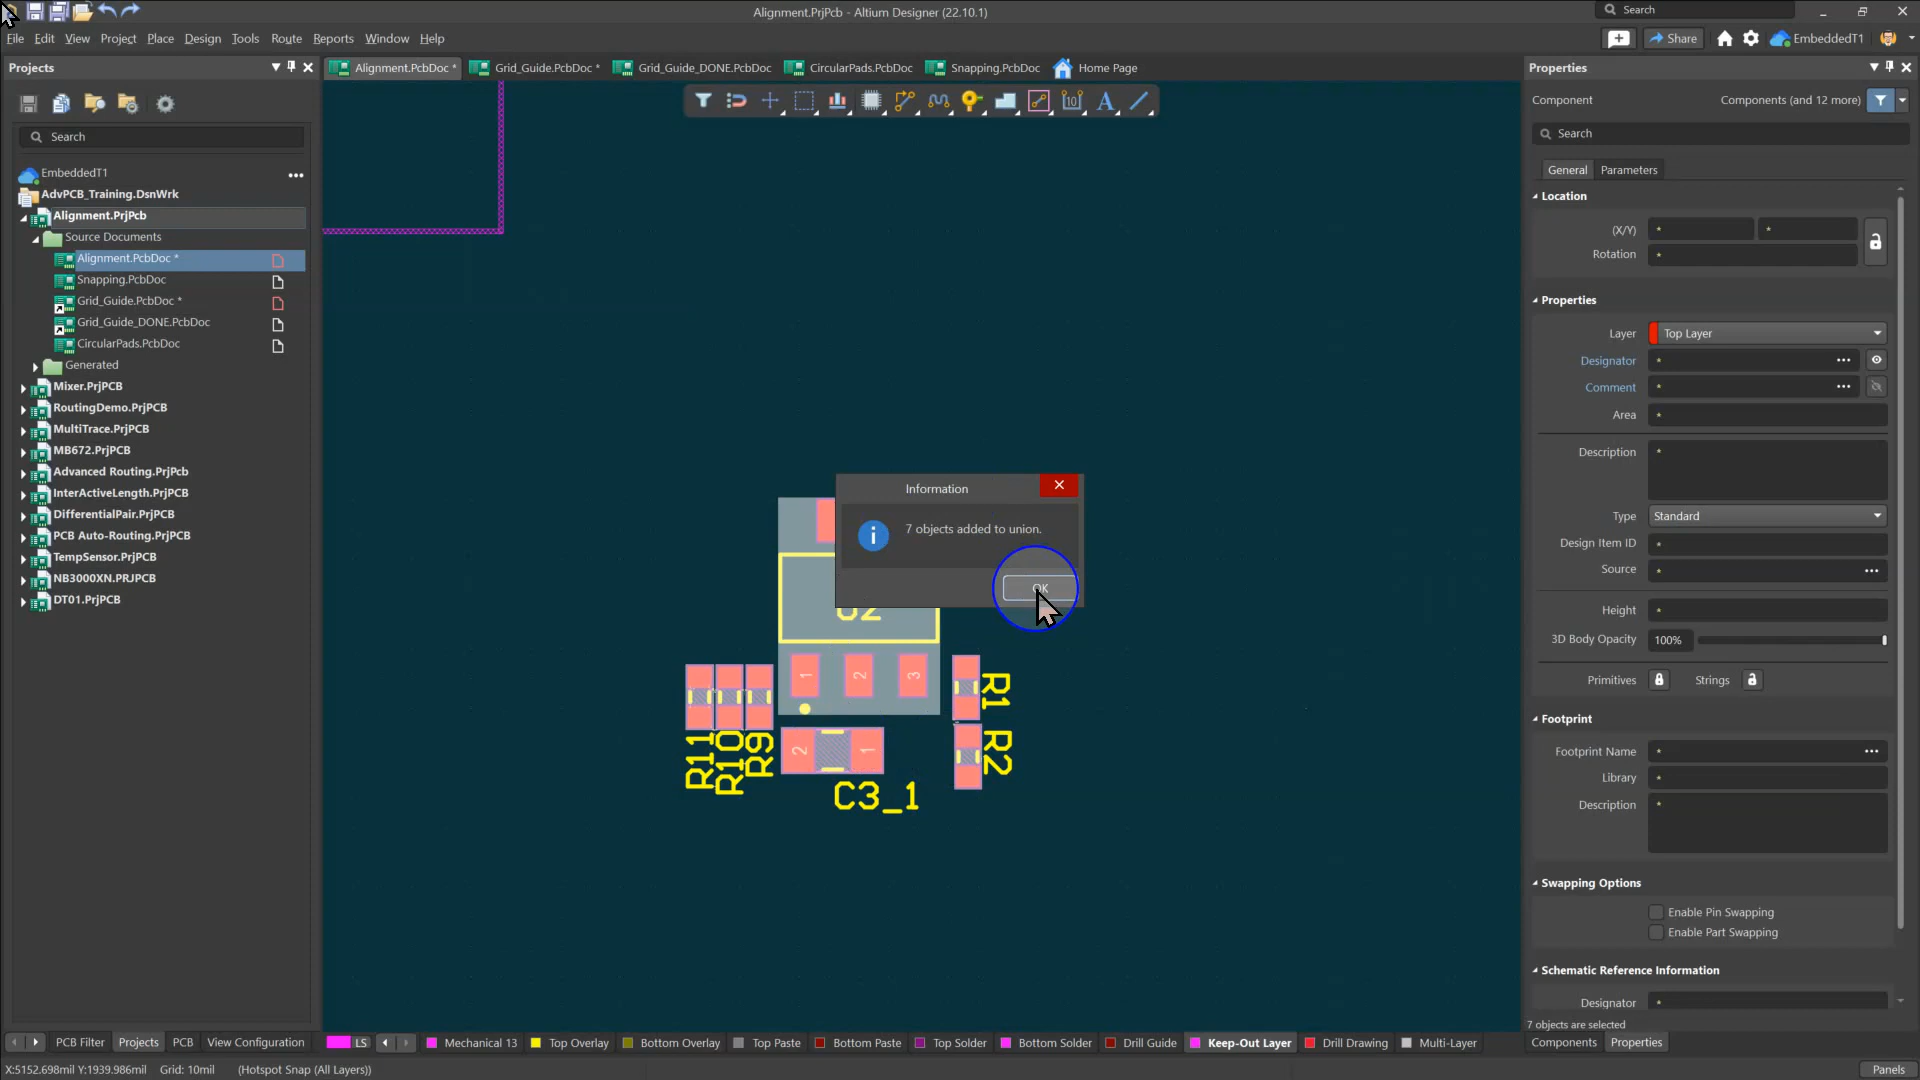 Alignment.PrjPcb - Altium Designer (22.10.1)
Search
File Edit View Project Place Design Tools Route Reports Window Help
Share
EmbeddedT1
Projects
Alignment.PcbDoc *
Grid_Guide.PcbDoc *
Grid_Guide_DONE.PcbDoc
CircularPads.PcbDoc
Snapping.PcbDoc
Home Page
Properties
Component
Components (and 12 more)
Search
Search
EmbeddedT1
AdvPCB_Training.DsnWrk
Alignment.PrjPcb
Source Documents
Alignment.PcbDoc *
Snapping.PcbDoc
Grid_Guide.PcbDoc *
Grid_Guide_DONE.PcbDoc
CircularPads.PcbDoc
Generated
Mixer.PrjPCB
RoutingDemo.PrjPCB
MultiTrace.PrjPCB
MB672.PrjPCB
Advanced Routing.PrjPcb
InterActiveLength.PrjPCB
DifferentialPair.PrjPCB
PCB Auto-Routing.PrjPCB
TempSensor.PrjPCB
NB3000XN.PRJPCB
DT01.PrjPCB
Information
7 objects added to union.
OK
1 2 3
R11
R10
R9
2 1
C3_1
R1
R2
General Parameters
Location
(X/Y) * *
Rotation *
Properties
Layer Top Layer
Designator *
Comment *
Area *
Description *
Type Standard
Design Item ID *
Source *
Height *
3D Body Opacity 100%
Primitives Strings
Footprint
Footprint Name *
Library *
Description *
Swapping Options
Enable Pin Swapping
Enable Part Swapping
Schematic Reference Information
Designator *
7 objects are selected
PCB Filter Projects PCB View Configuration
LS Mechanical 13 Top Overlay Bottom Overlay Top Paste Bottom Paste Top Solder Bottom Solder Drill Guide Keep-Out Layer Drill Drawing Multi-Layer
Components Properties
X:5152.698mil Y:1939.986mil Grid: 10mil (Hotspot Snap (All Layers))
Panels